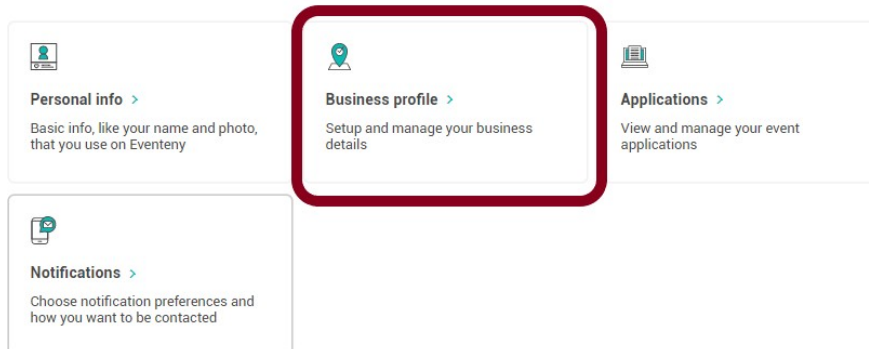 Personal info >
Basic info, like your name and photo,
that you use on Eventeny
Business profile >
Setup and manage your business
details
Applications >
View and manage your event
applications
Notifications >
Choose notification preferences and
how you want to be contacted